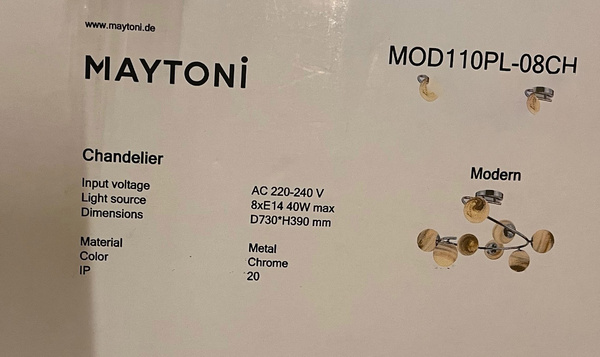 www.maytoni.de
MAYTONi
MOD110PL-08CH
Chandelier
Modern
Input voltage AC 220-240 V
Light source 8xE14 40W max
Dimensions D730*H390 mm
Material Metal
Color Chrome
IP 20